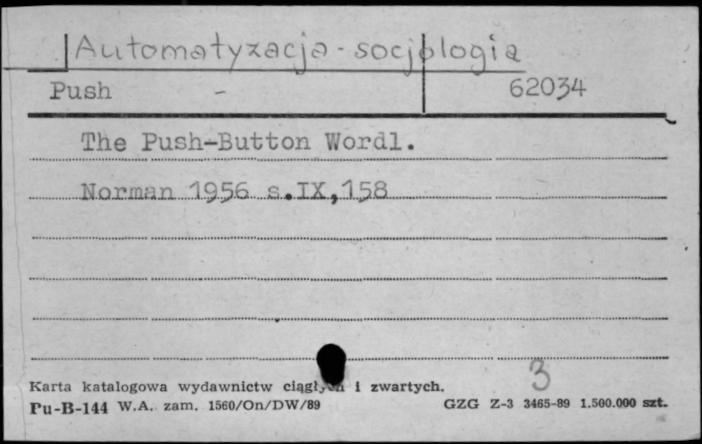 Automatyzacja - socjologia
Push - 62034
The Push-Button Wordl.
Norman 1956 s.IX,158
3
Karta katalogowa wydawnictw ciągłych i zwartych.
Pu-B-144 W.A. zam. 1560/On/DW/89 GZG Z-3 3465-89 1.500.000 szt.